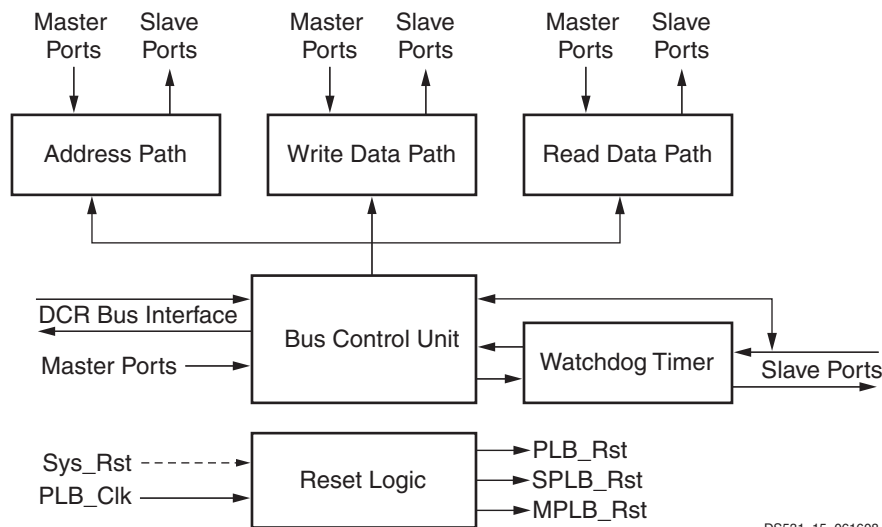 Master Ports
Slave Ports
Master Ports
Slave Ports
Master Ports
Slave Ports
Address Path
Write Data Path
Read Data Path
DCR Bus Interface
Bus Control Unit
Master Ports
Watchdog Timer
Slave Ports
Sys_Rst
PLB_Clk
Reset Logic
PLB_Rst
SPLB_Rst
MPLB_Rst